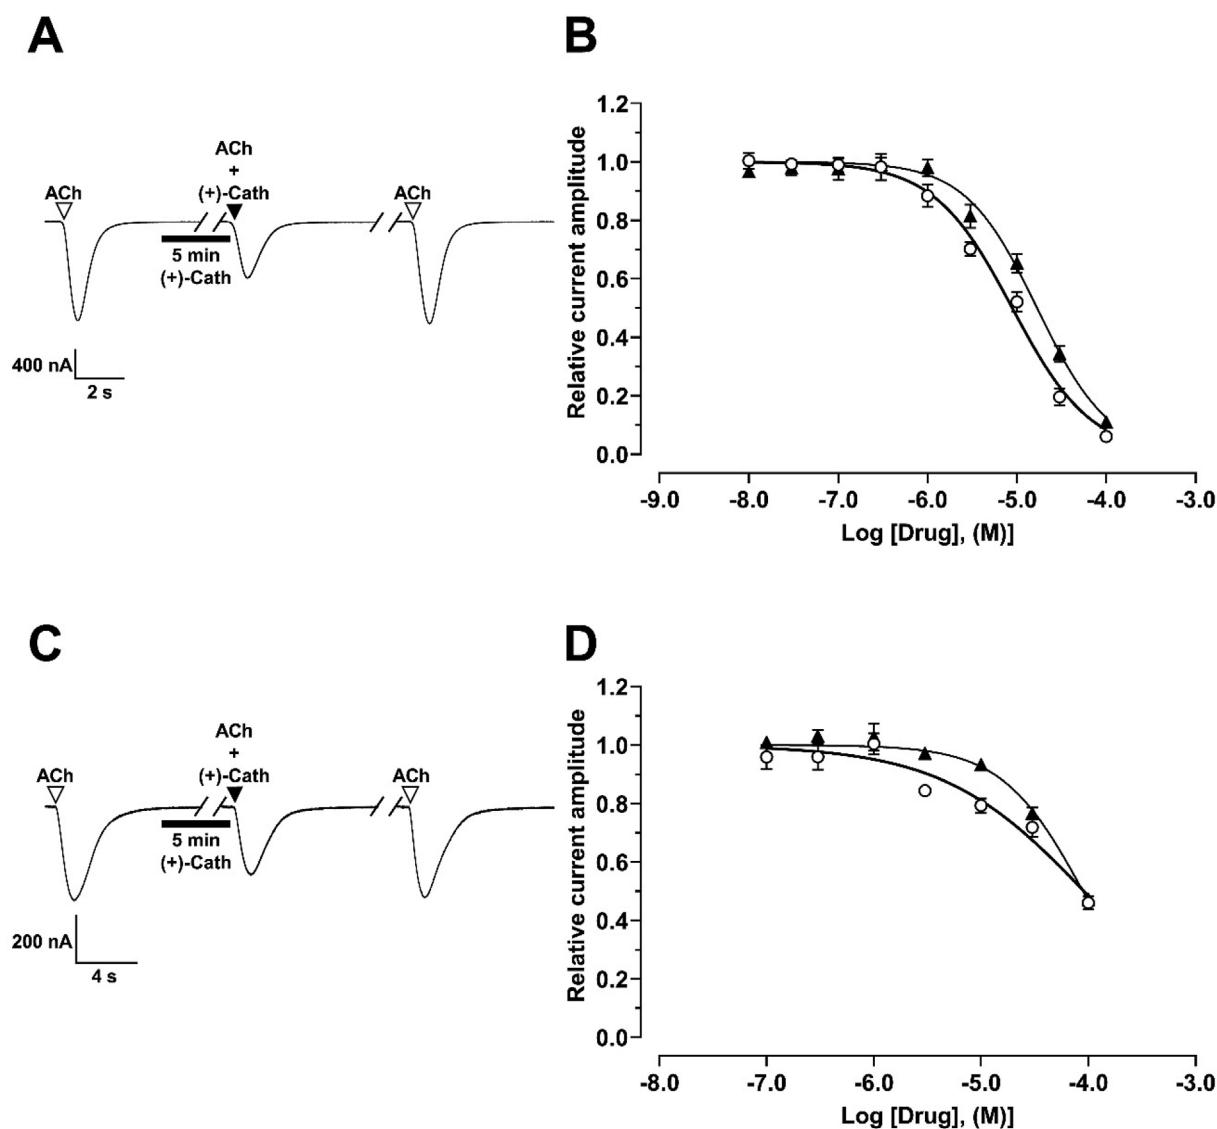 A
ACh
ACh
+
(+)-Cath
ACh
5 min
(+)-Cath
400 nA
2 s
B
Relative current amplitude
1.2
1.0
0.8
0.6
0.4
0.2
0.0
-9.0 -8.0 -7.0 -6.0 -5.0 -4.0 -3.0
Log [Drug], (M)]
C
ACh
ACh
+
(+)-Cath
ACh
5 min
(+)-Cath
200 nA
4 s
D
Relative current amplitude
1.2
1.0
0.8
0.6
0.4
0.2
0.0
-8.0 -7.0 -6.0 -5.0 -4.0 -3.0
Log [Drug], (M)]